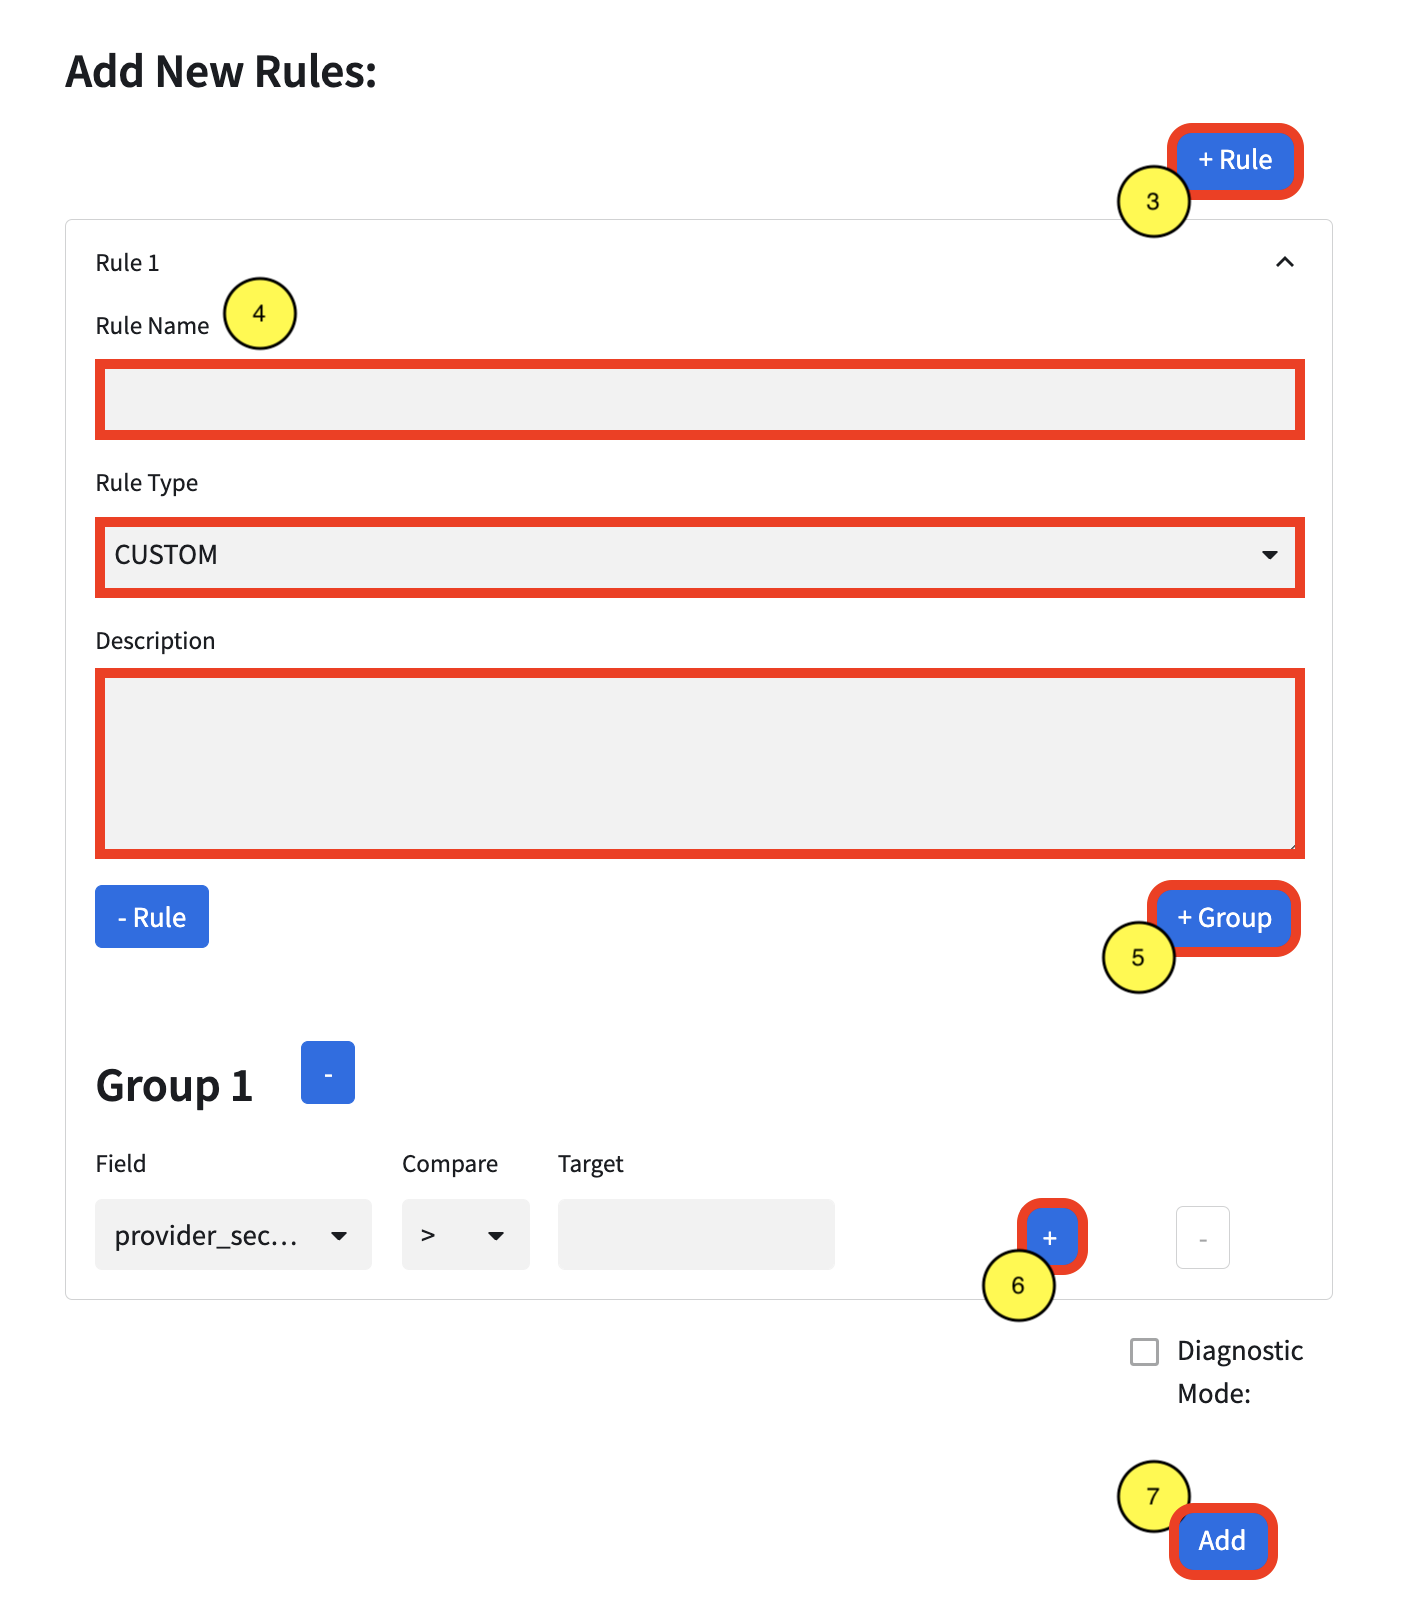 Add New Rules:
+ Rule
3
Rule 1
4
Rule Name
Rule Type
CUSTOM
Description
- Rule
+ Group
5
Group 1
-
Field Compare Target
provider_sec... > + -
6
Diagnostic
Mode:
7
Add